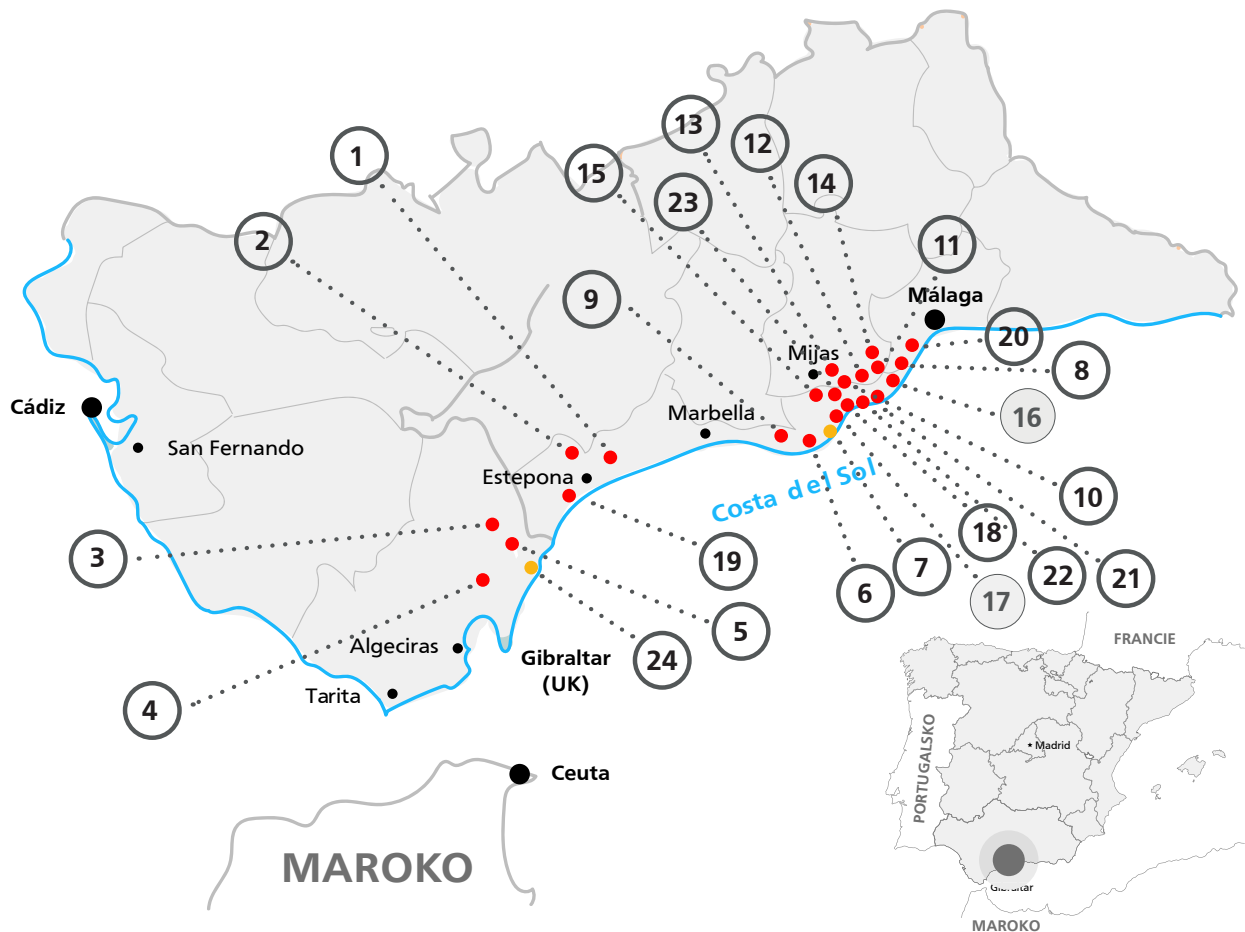 13
12
1
15
14
23
2
11
9
Málaga
20
Mijas
8
Cádiz
Marbella
16
San Fernando
Estepona
Costa del Sol
10
18
3
19
7
22
21
6
17
5
Algeciras
Gibraltar
(UK)
24
FRANCIE
Tarita
4
PORTUGALSKO
Madrid
Ceuta
MAROKO
Gibraltar
MAROKO